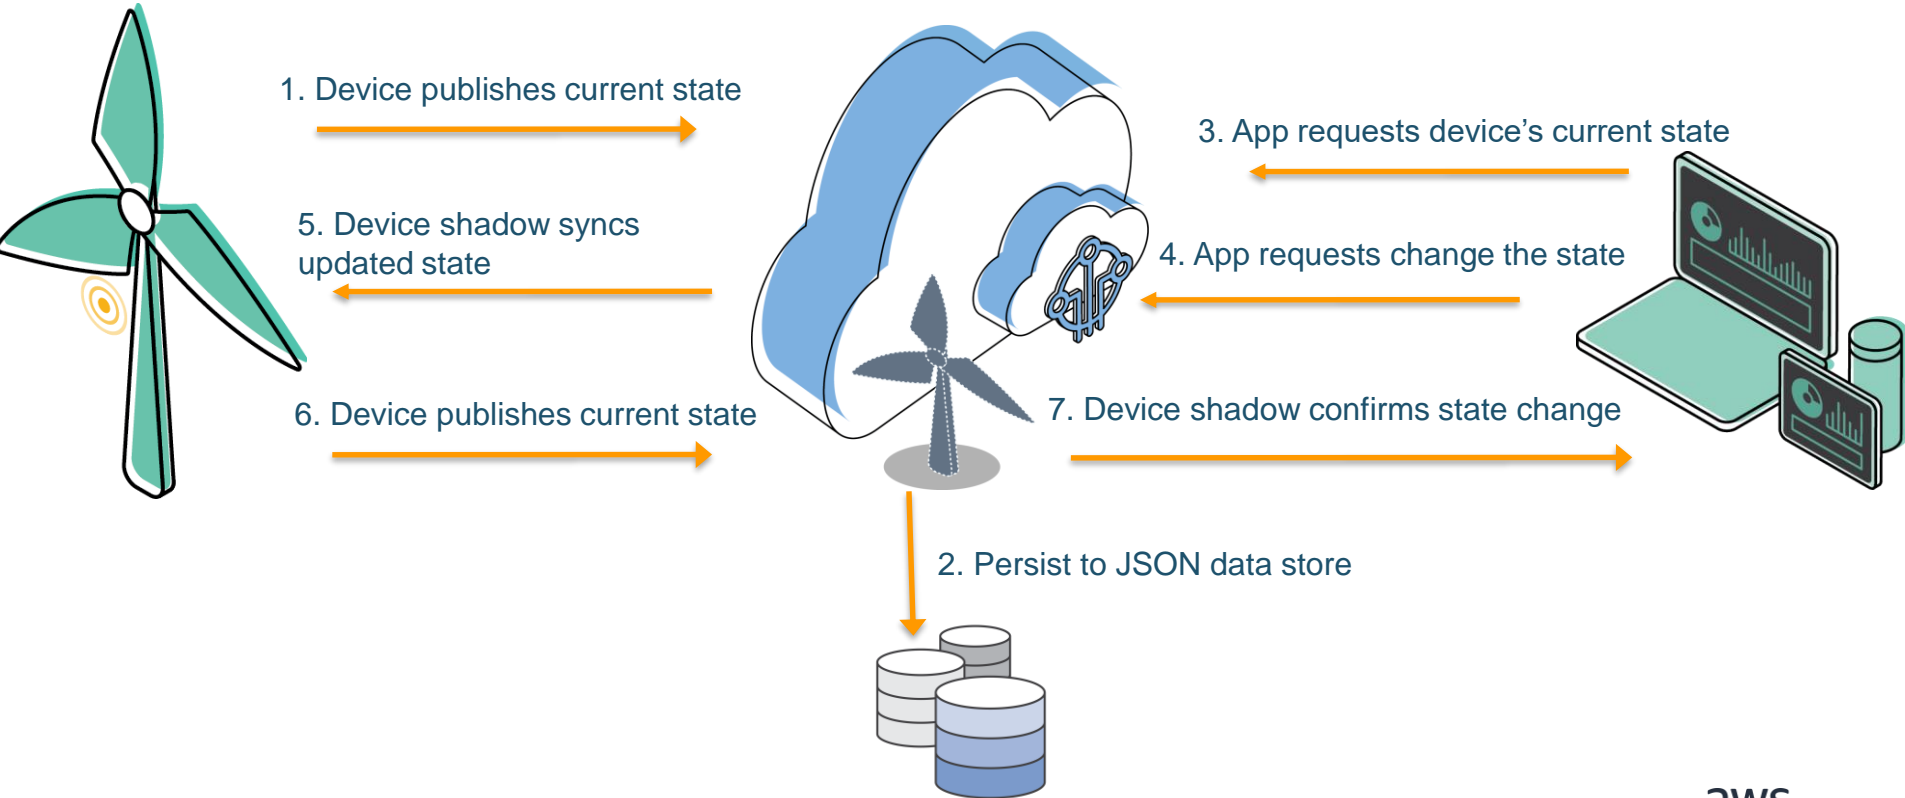 1. Device publishes current state
3. App requests device’s current state
5. Device shadow syncs
updated state
4. App requests change the state
6. Device publishes current state
7. Device shadow confirms state change
2. Persist to JSON data store
aws